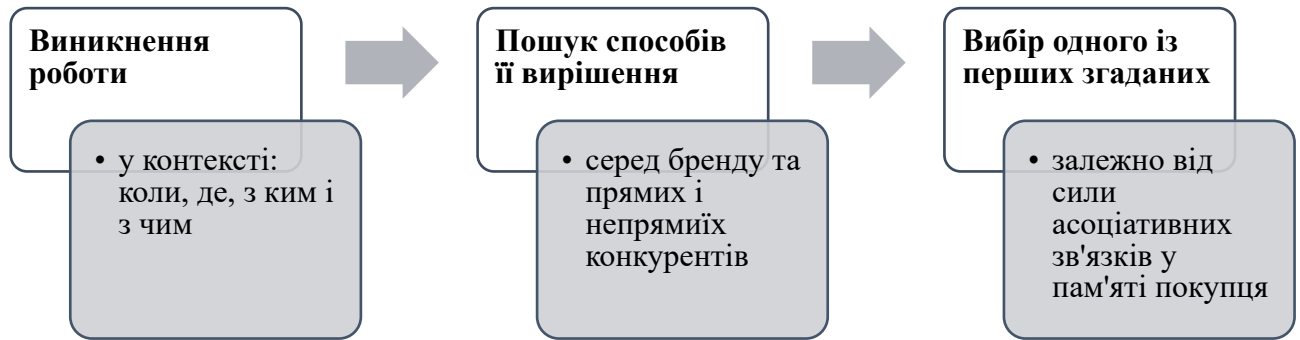 Виникнення
роботи
• у контексті:
коли, де, з ким і
з чим
Пошук способів
її вирішення
• серед бренду та
прямих і
непрямиїх
конкурентів
Вибір одного із
перших згаданих
• залежно від
сили
асоціативних
зв'язків у
пам'яті покупця